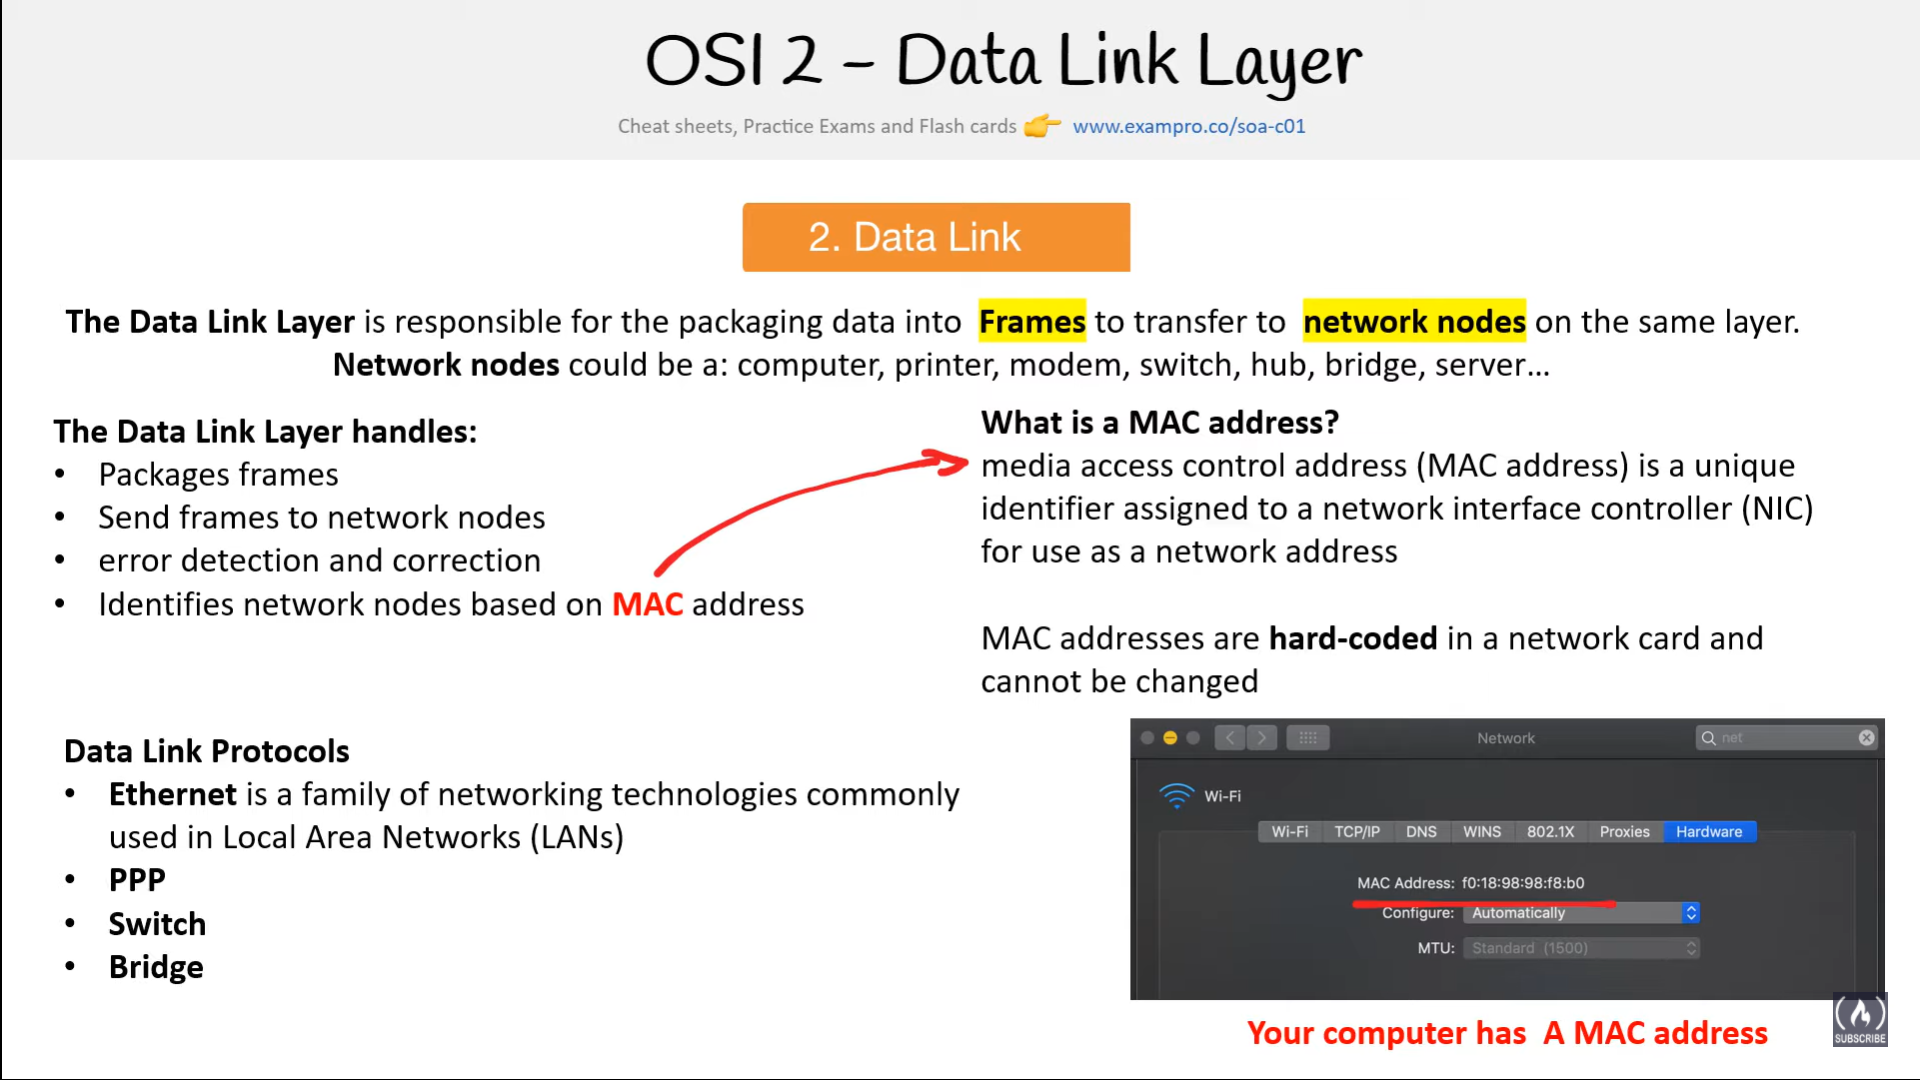 OSI 2 – Data Link Layer
Cheat sheets, Practice Exams and Flash cards 👉 www.exampro.co/soa-c01
2. Data Link
The Data Link Layer is responsible for the packaging data into Frames to transfer to network nodes on the same layer.
Network nodes could be a: computer, printer, modem, switch, hub, bridge, server...
The Data Link Layer handles:
• Packages frames
• Send frames to network nodes
• error detection and correction
• Identifies network nodes based on MAC address
What is a MAC address?
media access control address (MAC address) is a unique
identifier assigned to a network interface controller (NIC)
for use as a network address
MAC addresses are hard-coded in a network card and
cannot be changed
Data Link Protocols
• Ethernet is a family of networking technologies commonly
used in Local Area Networks (LANs)
• PPP
• Switch
• Bridge
Network
net
Wi-Fi
Wi-Fi TCP/IP DNS WINS 802.1X Proxies Hardware
MAC Address: f0:18:98:98:f8:b0
Configure: Automatically
MTU: Standard (1500)
Your computer has A MAC address
SUBSCRIBE